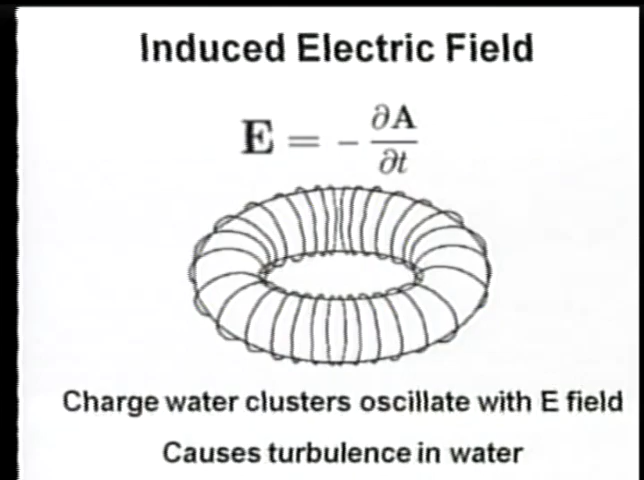 Induced Electric Field
E = - ∂A/∂t
Charge water clusters oscillate with E field
Causes turbulence in water